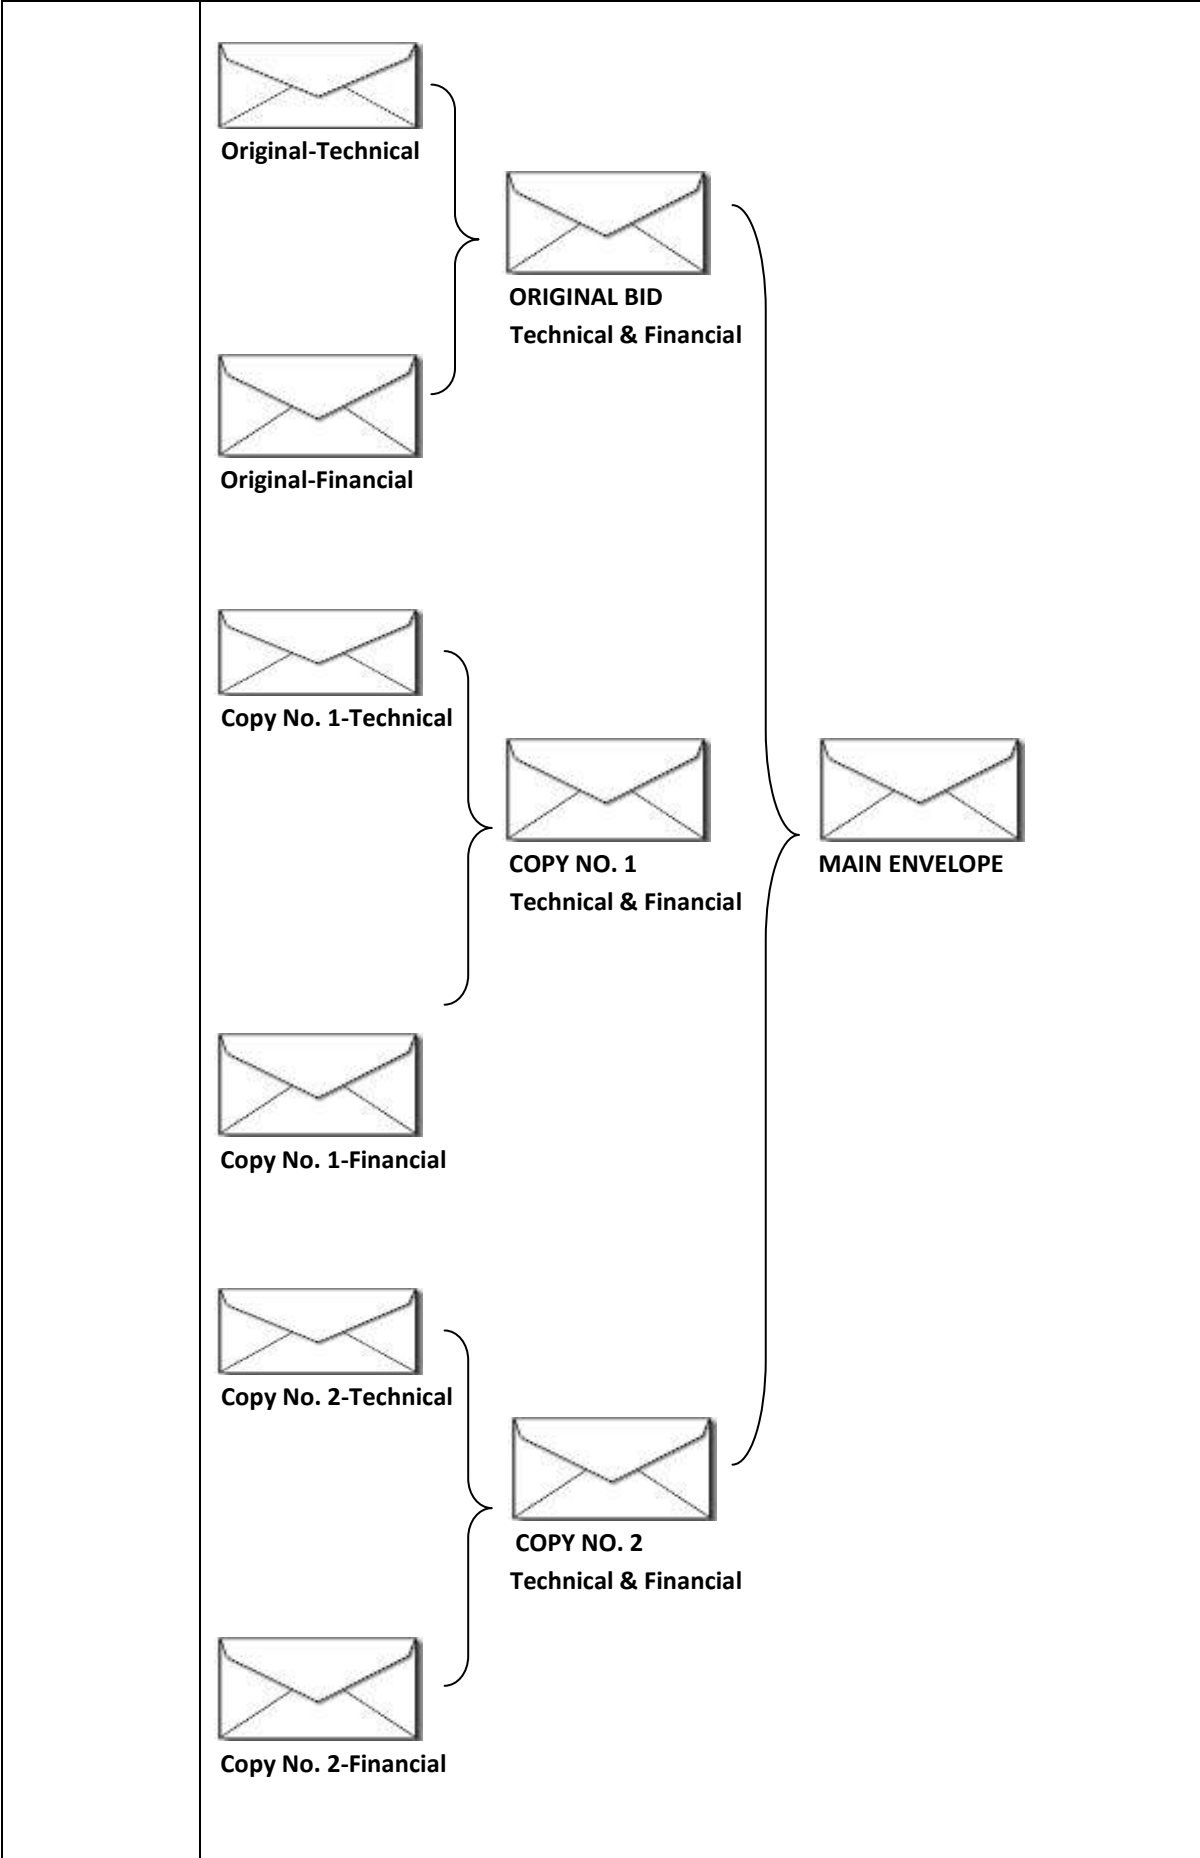 Original-Technical
ORIGINAL BID
Technical & Financial
Original-Financial
Copy No. 1-Technical
COPY NO. 1
Technical & Financial
MAIN ENVELOPE
Copy No. 1-Financial
Copy No. 2-Technical
COPY NO. 2
Technical & Financial
Copy No. 2-Financial